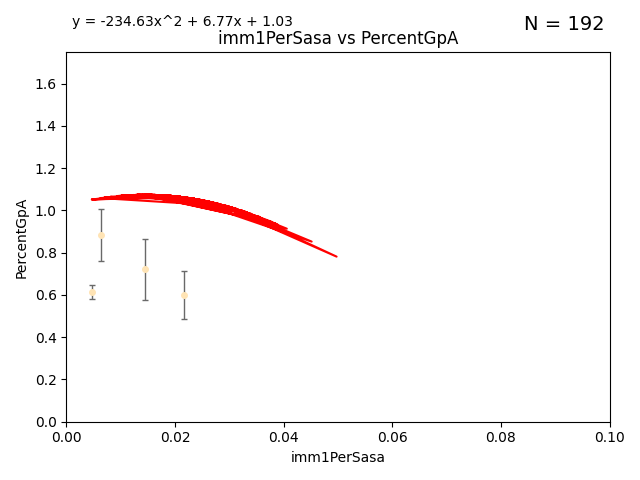 y = -234.63x^2 + 6.77x + 1.03
N = 192
imm1PerSasa vs PercentGpA
PercentGpA
1.6
1.4
1.2
1.0
0.8
0.6
0.4
0.2
0.0
0.00 0.02 0.04 0.06 0.08 0.10
imm1PerSasa